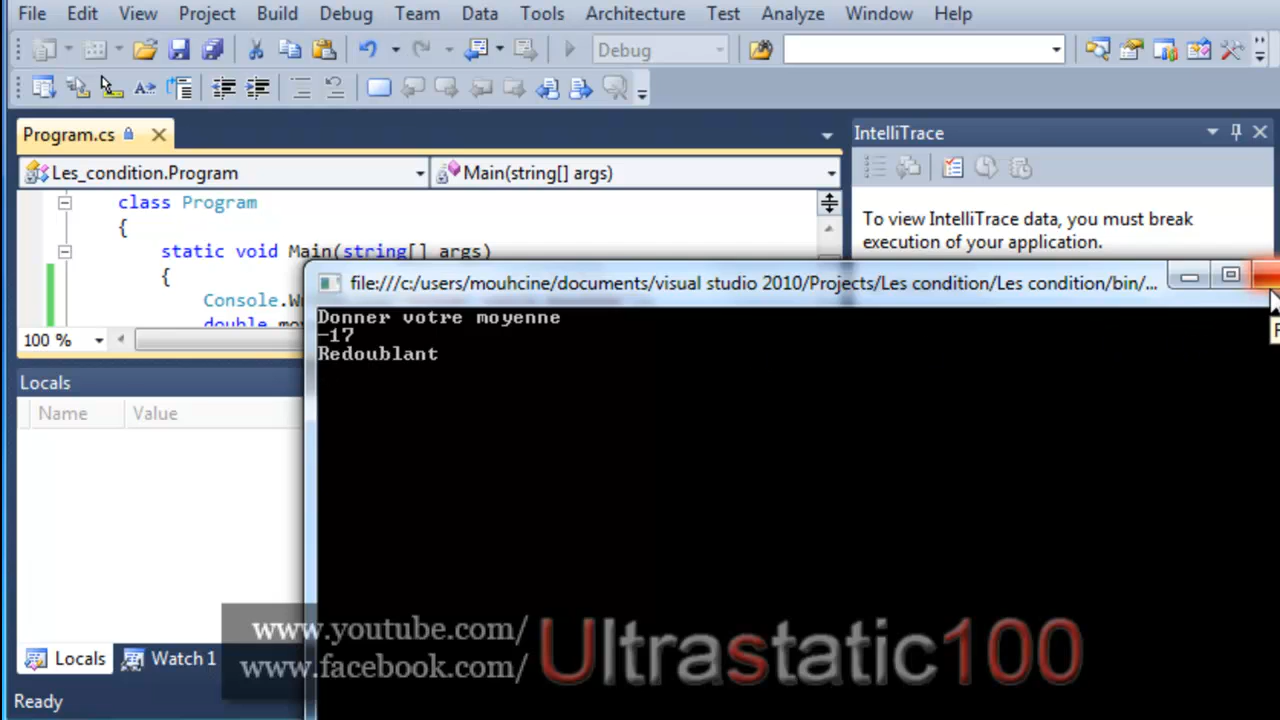 File Edit View Project Build Debug Team Data Tools Architecture Test Analyze Window Help
Debug
Program.cs
IntelliTrace
Les_condition.Program
Main(string[] args)
class Program
{
static void Main(string[] args)
{
Console.W
double mo
100 %
To view IntelliTrace data, you must break
execution of your application.
file:///c:/users/mouhcine/documents/visual studio 2010/Projects/Les condition/Les condition/bin/...
Donner votre moyenne
-17
Redoublant
Locals
Name Value
www.youtube.com/
www.facebook.com/
Ultrastatic100
Locals Watch 1
Ready